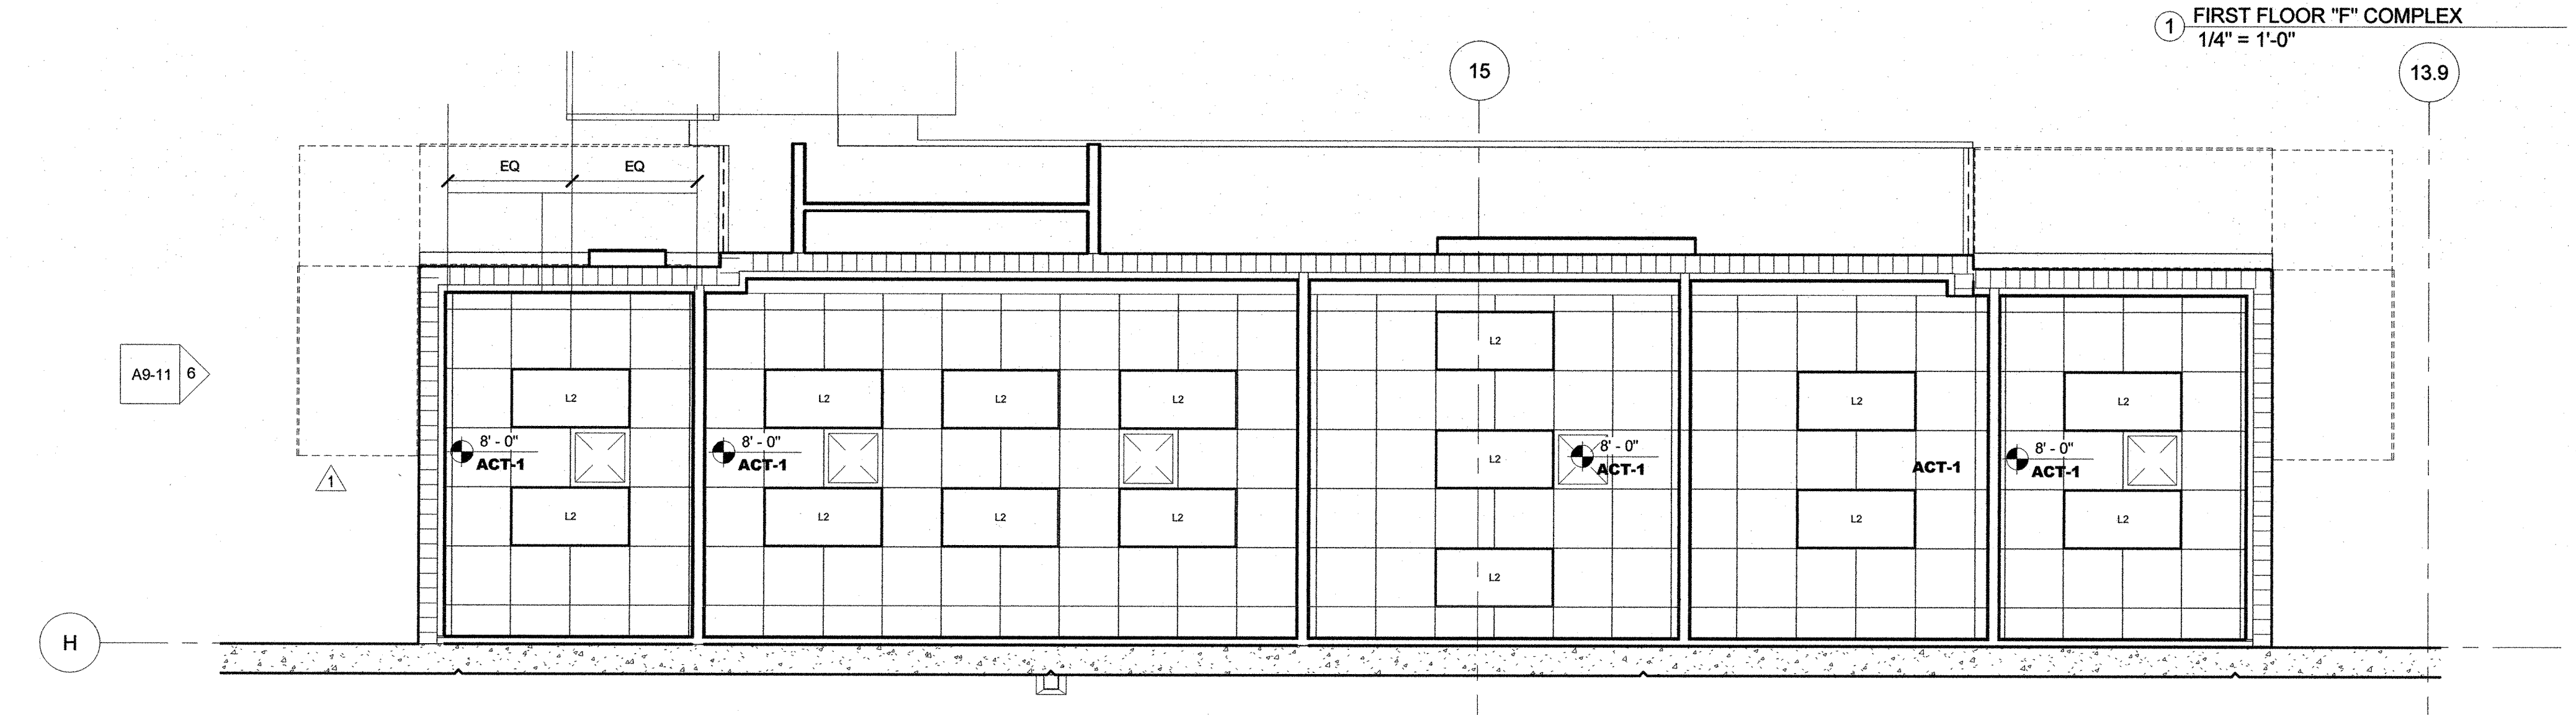 1 FIRST FLOOR "F" COMPLEX
1/4" = 1'-0"
15
13.9
EQ EQ
L2
A9-11 6
L2 L2 L2 L2 L2 L2
8' - 0" 8' - 0" 8' - 0" 8' - 0"
ACT-1 ACT-1 ACT-1 ACT-1 ACT-1
L2
1
L2 L2 L2 L2 L2 L2
L2
H